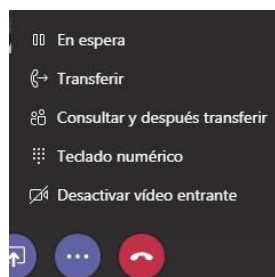 En espera
Transferir
Consultar y después transferir
Teclado numérico
Desactivar vídeo entrante